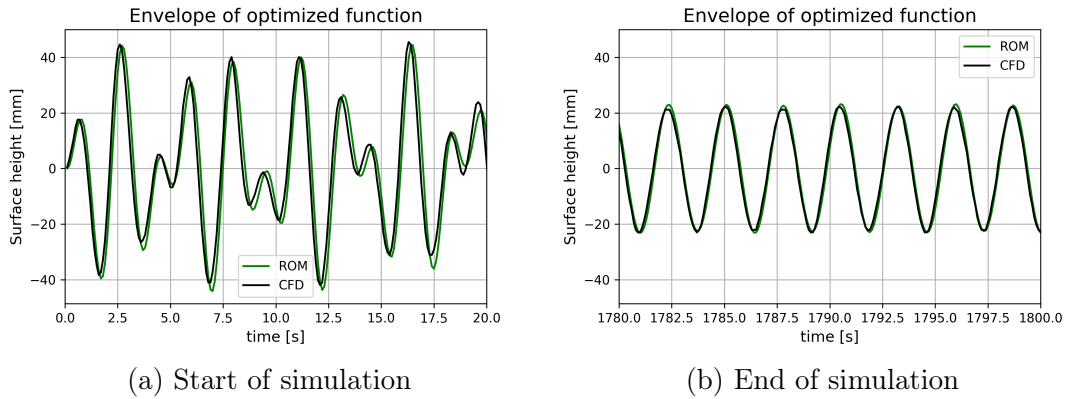 Envelope of optimized function
Surface height [mm]
40
20
0
−20
−40
ROM
CFD
0.0 2.5 5.0 7.5 10.0 12.5 15.0 17.5 20.0
time [s]
(a) Start of simulation
Envelope of optimized function
Surface height [mm]
40
20
0
−20
−40
ROM
CFD
1780.0 1782.5 1785.0 1787.5 1790.0 1792.5 1795.0 1797.5 1800.0
time [s]
(b) End of simulation